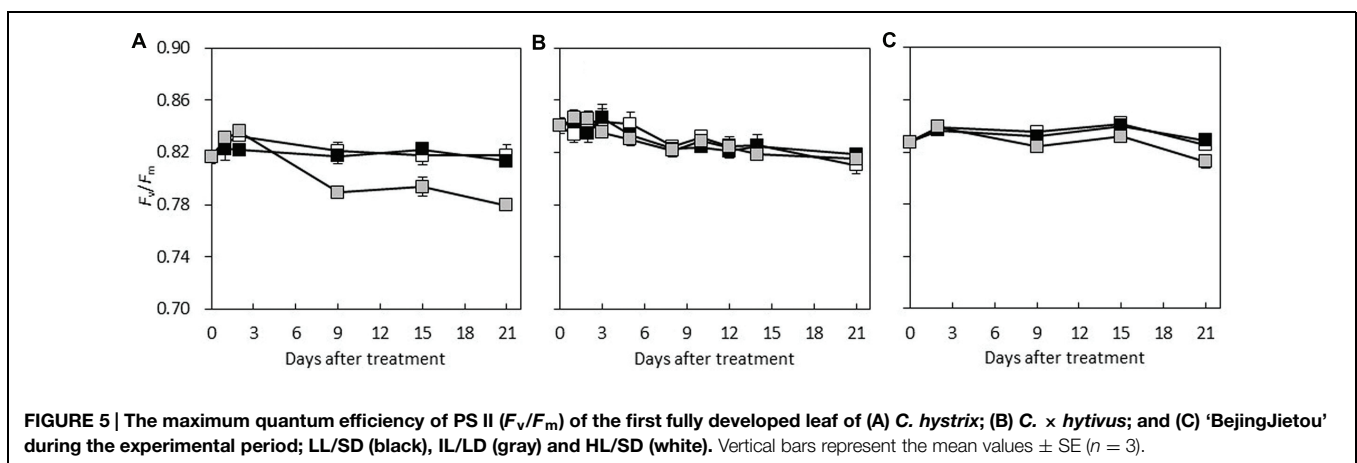 A
B
C
0.90
0.86
0.82
0.78
0.74
0.70
Fv/Fm
0 3 6 9 12 15 18 21
0 3 6 9 12 15 18 21
0 3 6 9 12 15 18 21
Days after treatment
Days after treatment
Days after treatment
FIGURE 5 | The maximum quantum efficiency of PS II (Fv/Fm) of the first fully developed leaf of (A) C. hystrix; (B) C. × hytivus; and (C) ‘BejingJietou’
during the experimental period; LL/SD (black), IL/LD (gray) and HL/SD (white). Vertical bars represent the mean values ± SE (n = 3).